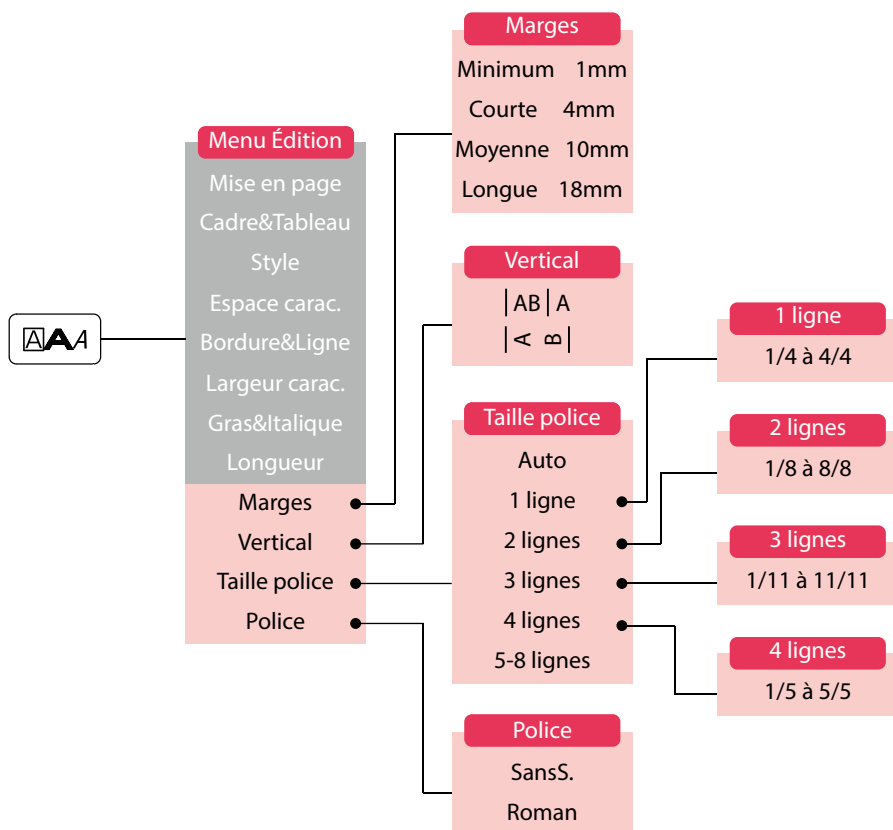 AAA
Menu Édition
Mise en page
Cadre&Tableau
Style
Espace carac.
Bordure&Ligne
Largeur carac.
Gras&Italique
Longueur
Marges
Vertical
Taille police
Police
Marges
Minimum 1mm
Courte 4mm
Moyenne 10mm
Longue 18mm
Vertical
|AB|A
|A B|
Taille police
Auto
1 ligne
2 lignes
3 lignes
4 lignes
5-8 lignes
Police
SansS.
Roman
1 ligne
1/4 à 4/4
2 lignes
1/8 à 8/8
3 lignes
1/11 à 11/11
4 lignes
1/5 à 5/5